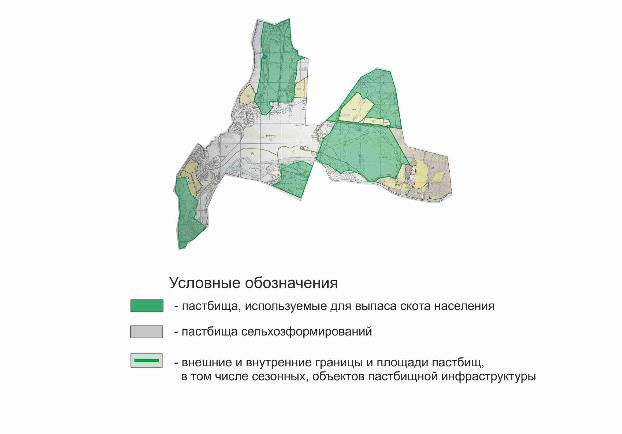 Условные обозначения
- пастбища, используемые для выпаса скота населения
- пастбища сельхозформирований
- внешние и внутренние границы и площади пастбищ,
в том числе сезонных, объектов пастбищной инфраструктуры